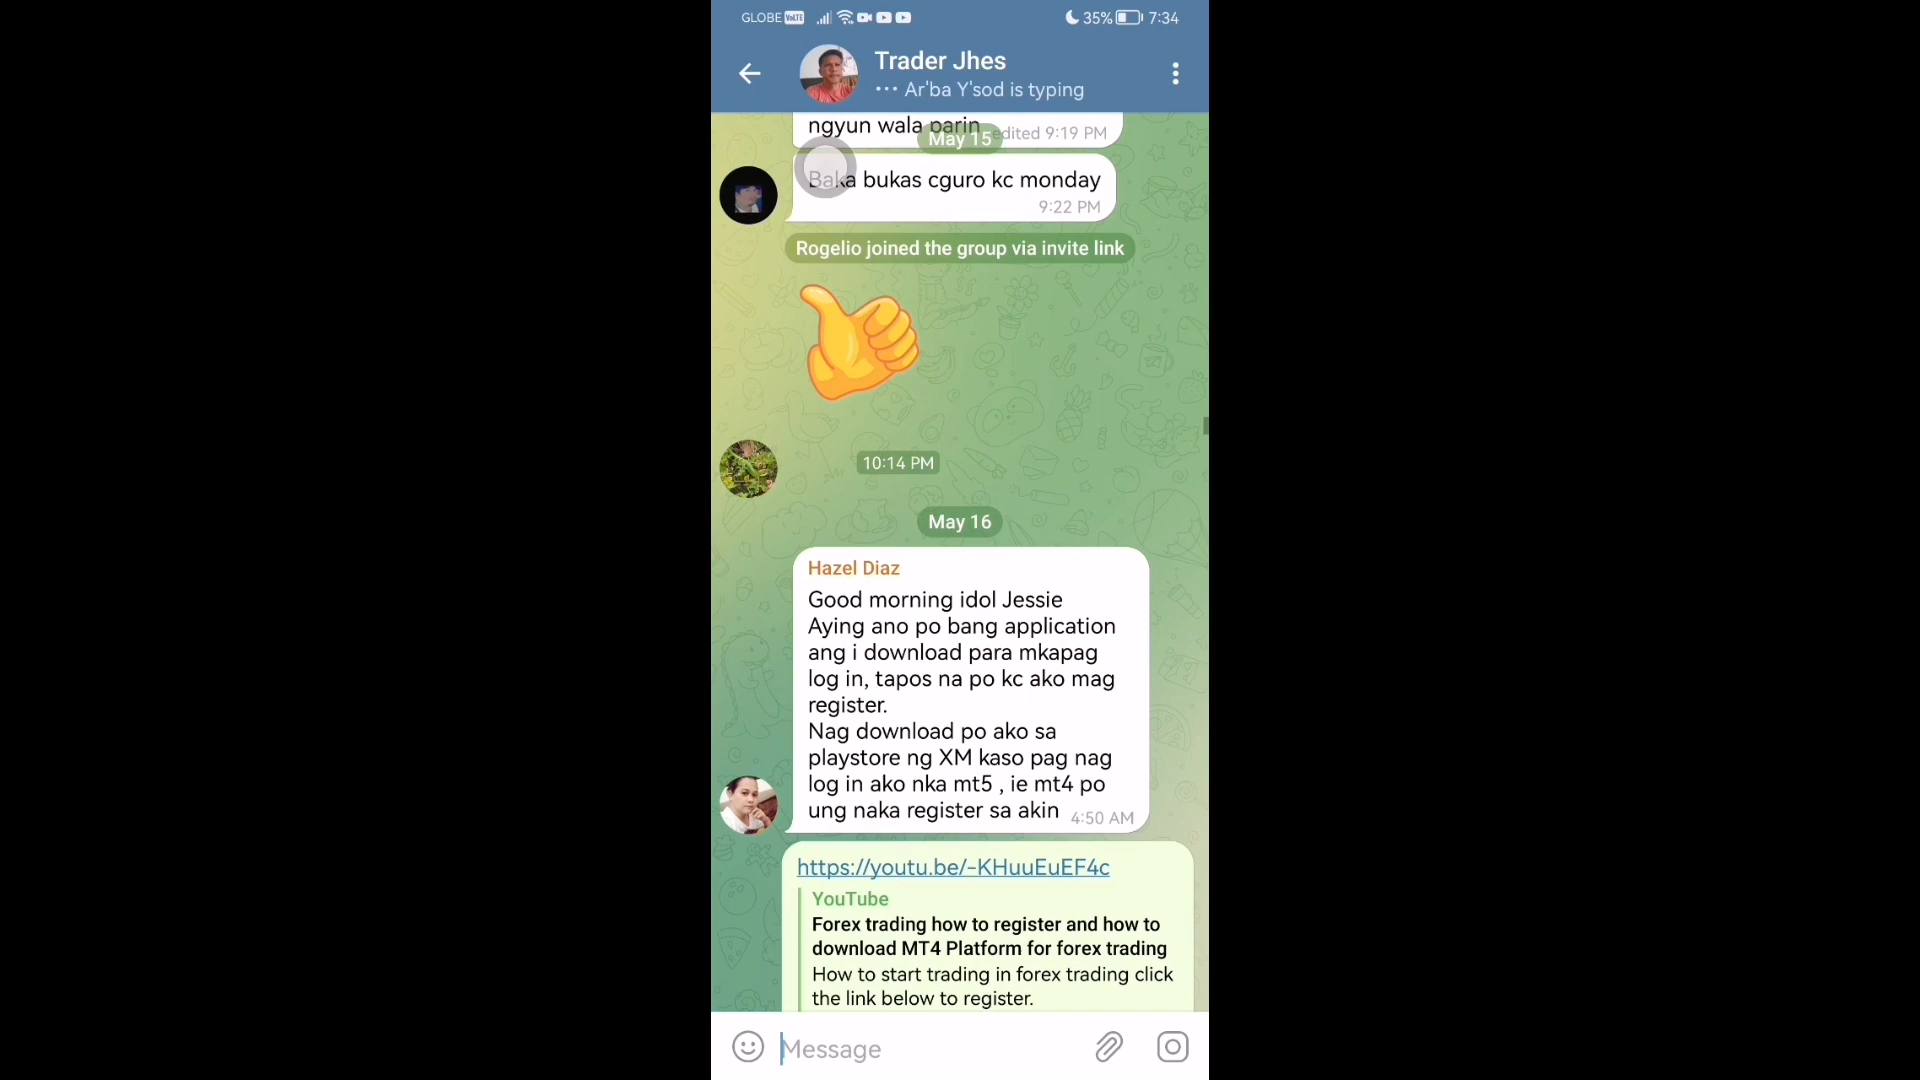 GLOBE VoLTE 35% 7:34
Trader Jhes
Ar'ba Y'sod is typing
ngyun wala parin edited 9:19 PM
May 15
Baka bukas cguro kc monday
9:22 PM
Rogelio joined the group via invite link
10:14 PM
May 16
Hazel Diaz
Good morning idol Jessie
Aying ano po bang application
ang i download para mkapag
log in, tapos na po kc ako mag
register.
Nag download po ako sa
playstore ng XM kaso pag nag
log in ako nka mt5 , ie mt4 po
ung naka register sa akin 4:50 AM
https://youtu.be/-KHuuEuEF4c
YouTube
Forex trading how to register and how to
download MT4 Platform for forex trading
How to start trading in forex trading click
the link below to register.
Message